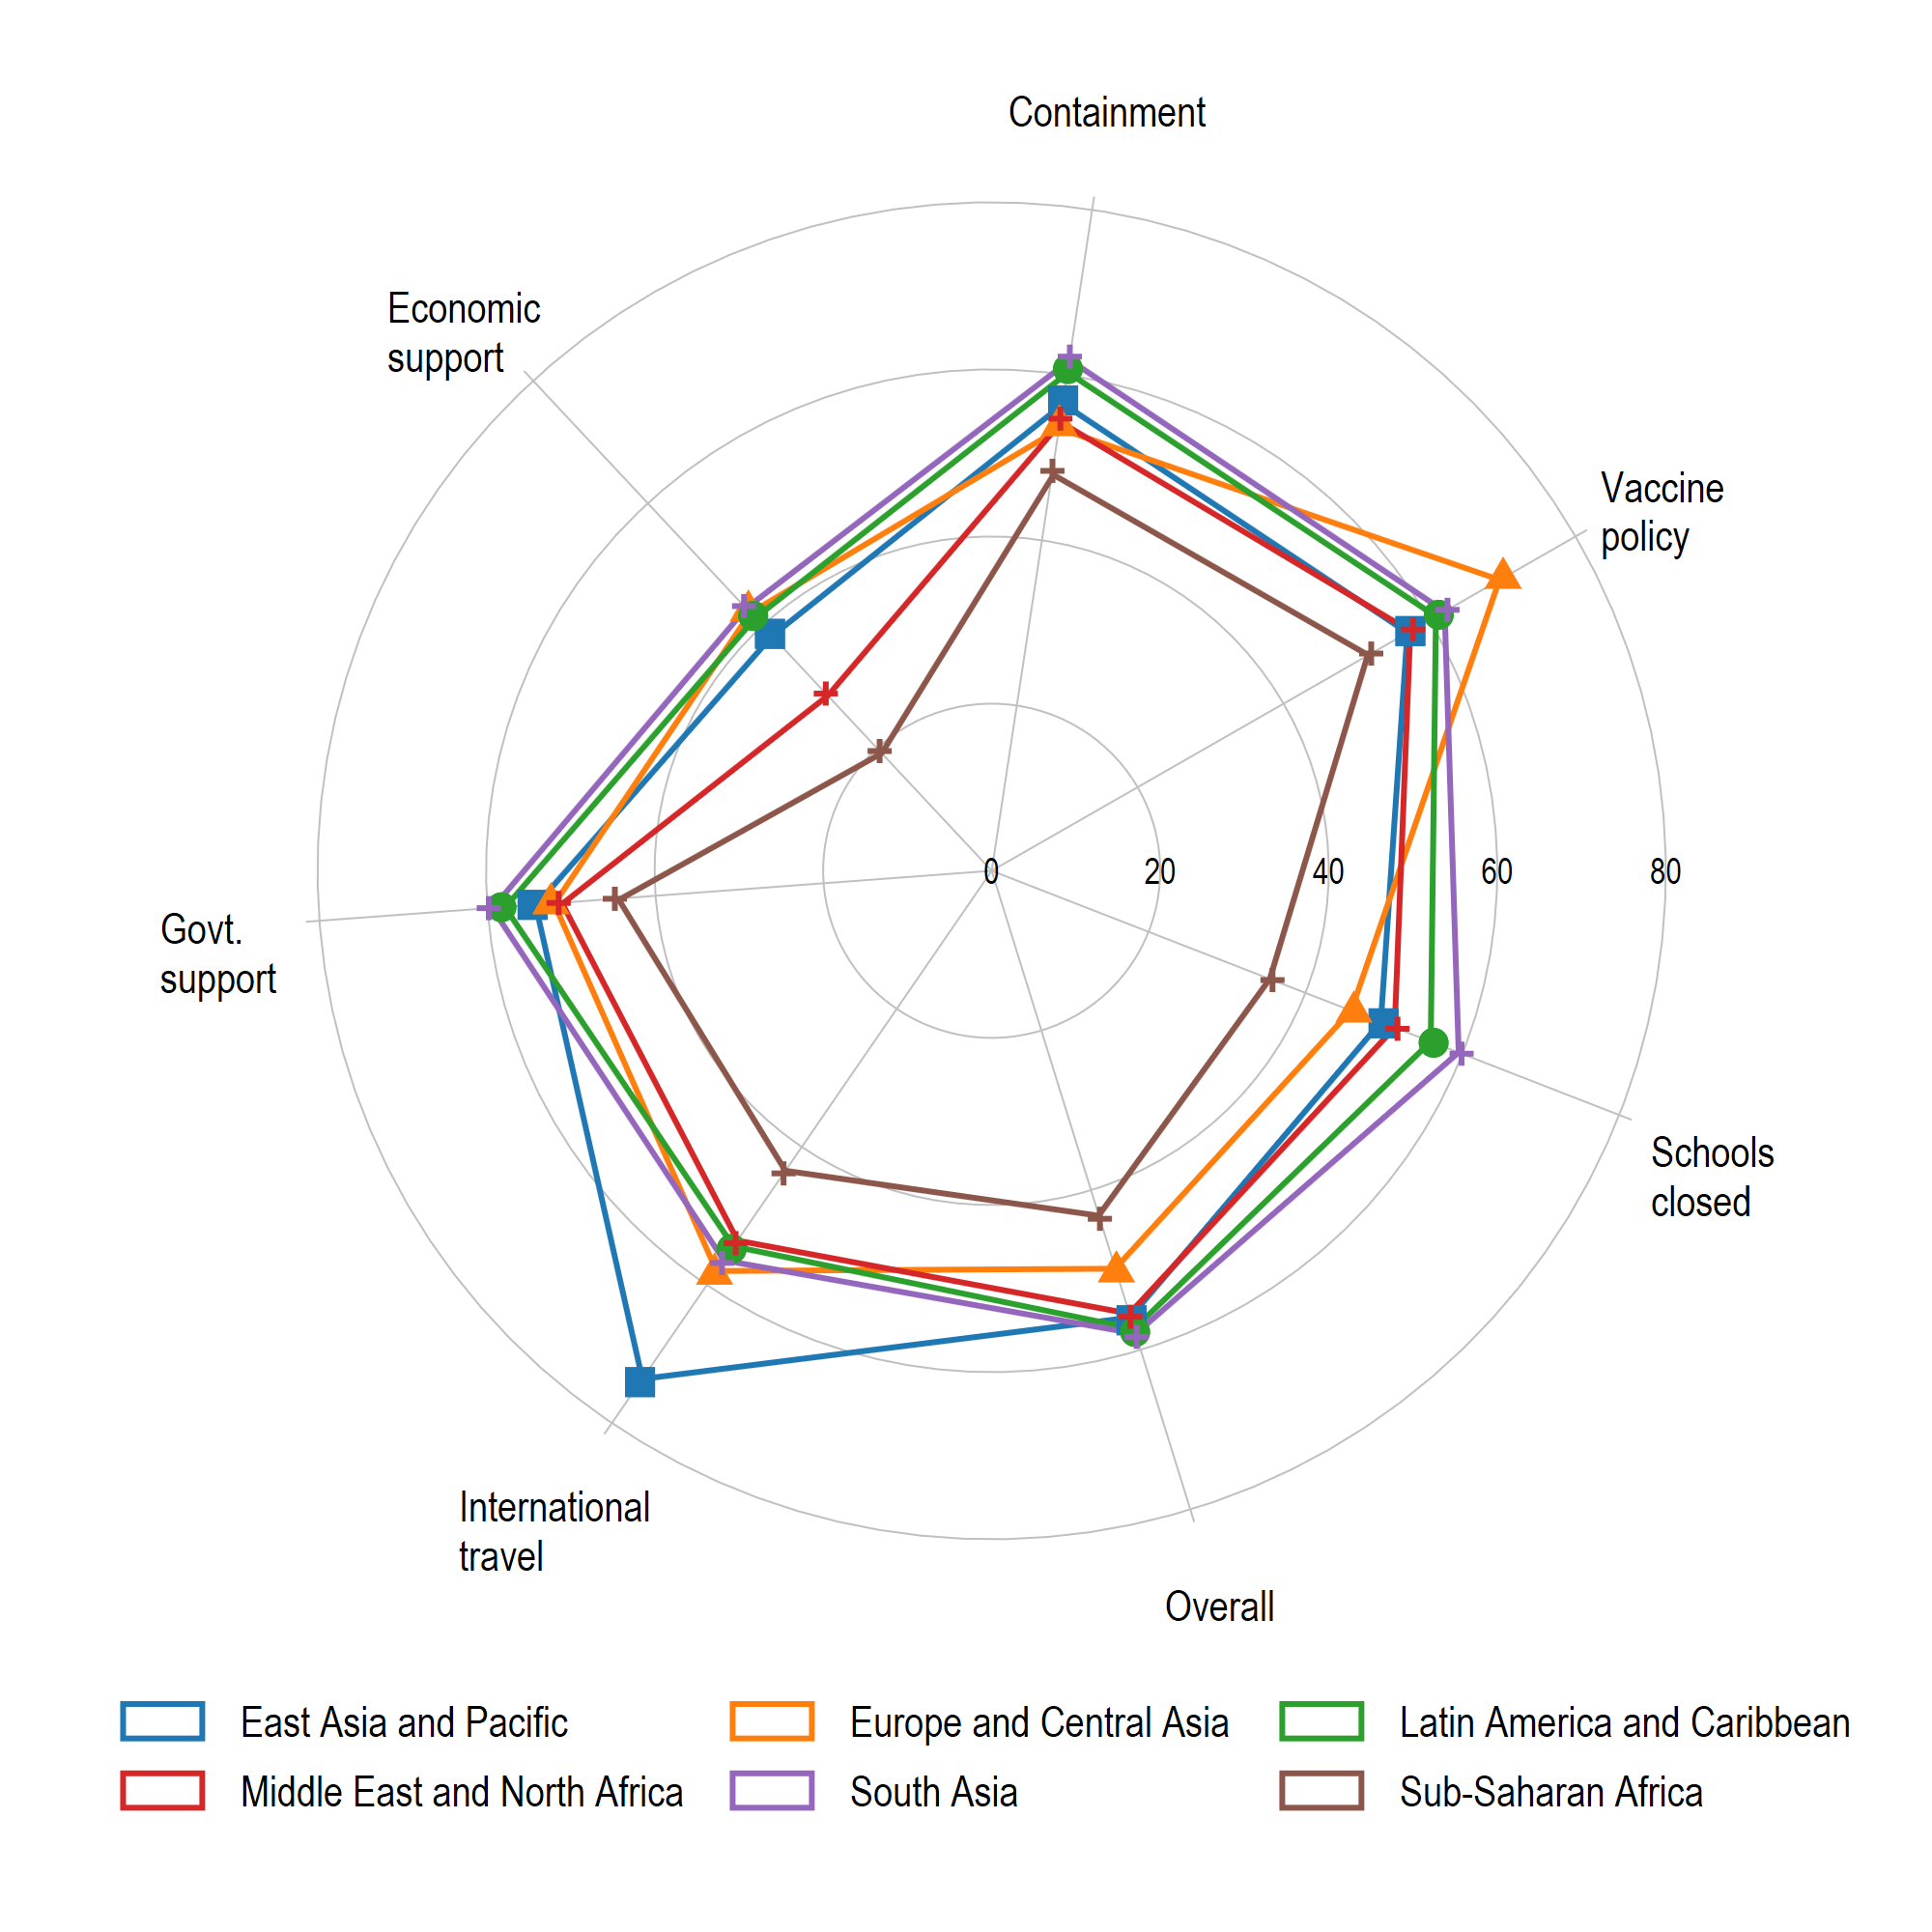 Containment
Economic
support
Vaccine
policy
0 20 40 60 80
Govt.
support
Schools
closed
International
travel
Overall
East Asia and Pacific Europe and Central Asia Latin America and Caribbean
Middle East and North Africa South Asia Sub-Saharan Africa